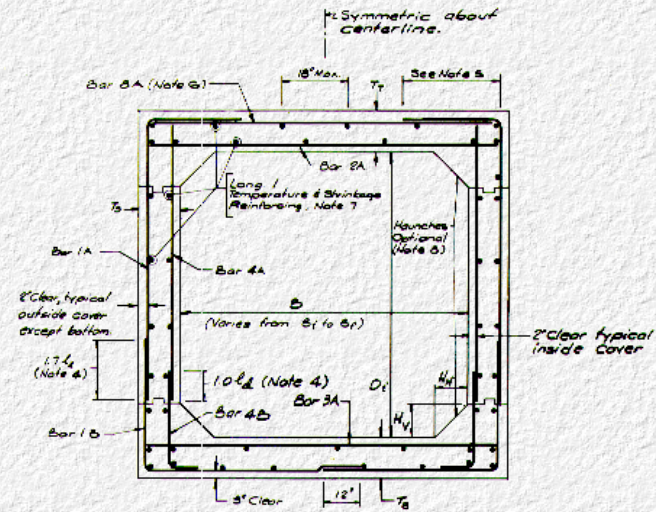 ℄ Symmetric about
centerline.
18" Max.
TT
See Note 5
Bar 8A (Note 6)
Bar 2A
Long 1
Temperature & Shrinkage
Reinforcing, Note 7
TS
Haunches
Optional
(Note 8)
Bar 1A
Bar 4A
2" Clear, typical
outside cover
except bottom.
B
(Varies from Bi to Bf)
2" Clear typical
inside cover
1.7 ld
(Note 4)
1.0 ld (Note 4)
Di
HH
Bar 3A
HV
Bar 4B
Bar 1B
3" Clear
12"
TB